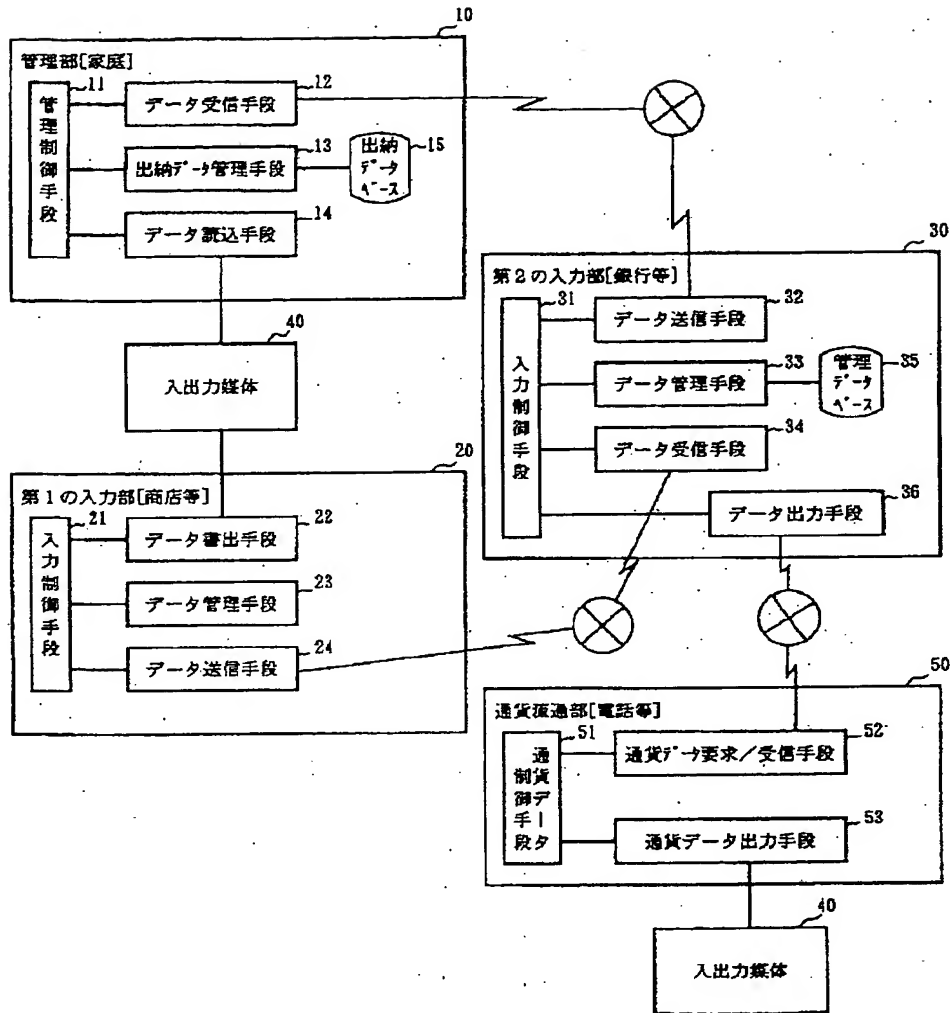 10
管理部[家庭]
11
管理制御手段
12
データ受信手段
13
出納データ管理手段
15
出納
データ
ベース
14
データ読込手段
40
入出力媒体
20
第1の入力部[商店等]
21
入力制御手段
22
データ書出手段
23
データ管理手段
24
データ送信手段
30
第2の入力部[銀行等]
31
入力制御手段
32
データ送信手段
33
データ管理手段
35
管理
データ
ベース
34
データ受信手段
36
データ出力手段
50
通貨流通部[電話等]
51
通貨データ
制御手段
52
通貨データ要求/受信手段
53
通貨データ出力手段
40
入出力媒体